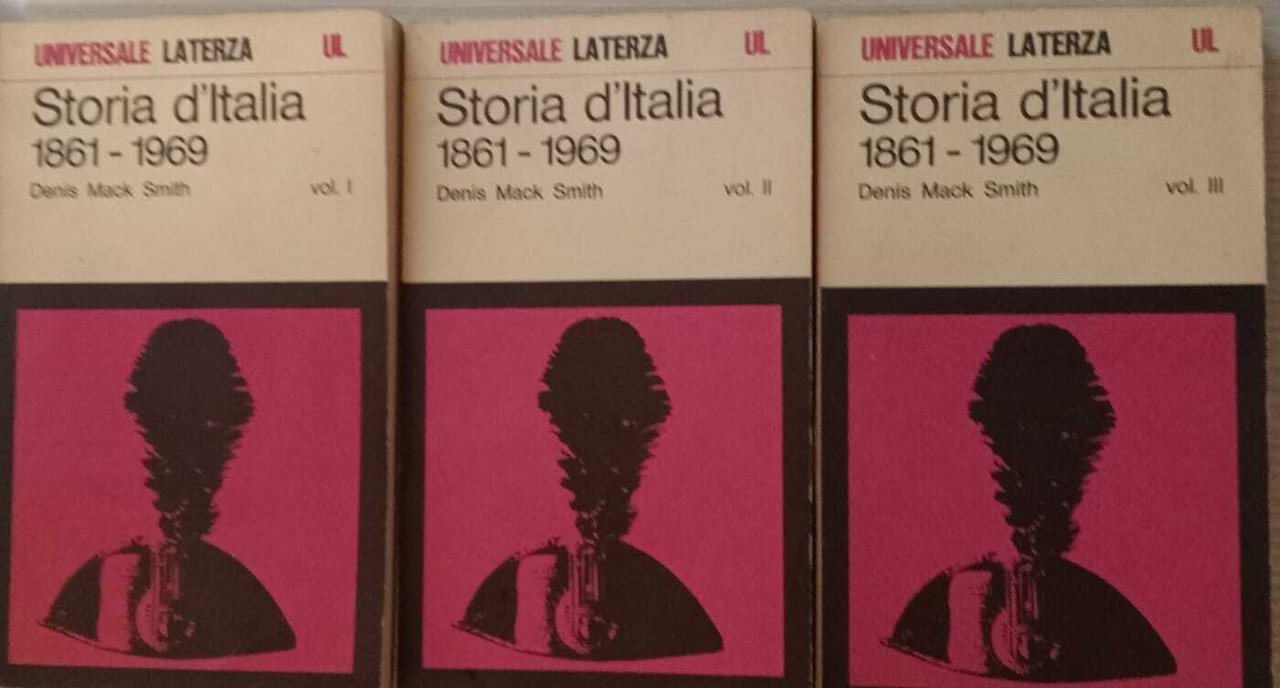 UNIVERSALE LATERZA UL
Storia d'Italia
1861 - 1969
Denis Mack Smith vol. I
UNIVERSALE LATERZA UL
Storia d'Italia
1861 - 1969
Denis Mack Smith vol. II
UNIVERSALE LATERZA UL
Storia d'Italia
1861 - 1969
Denis Mack Smith vol. III